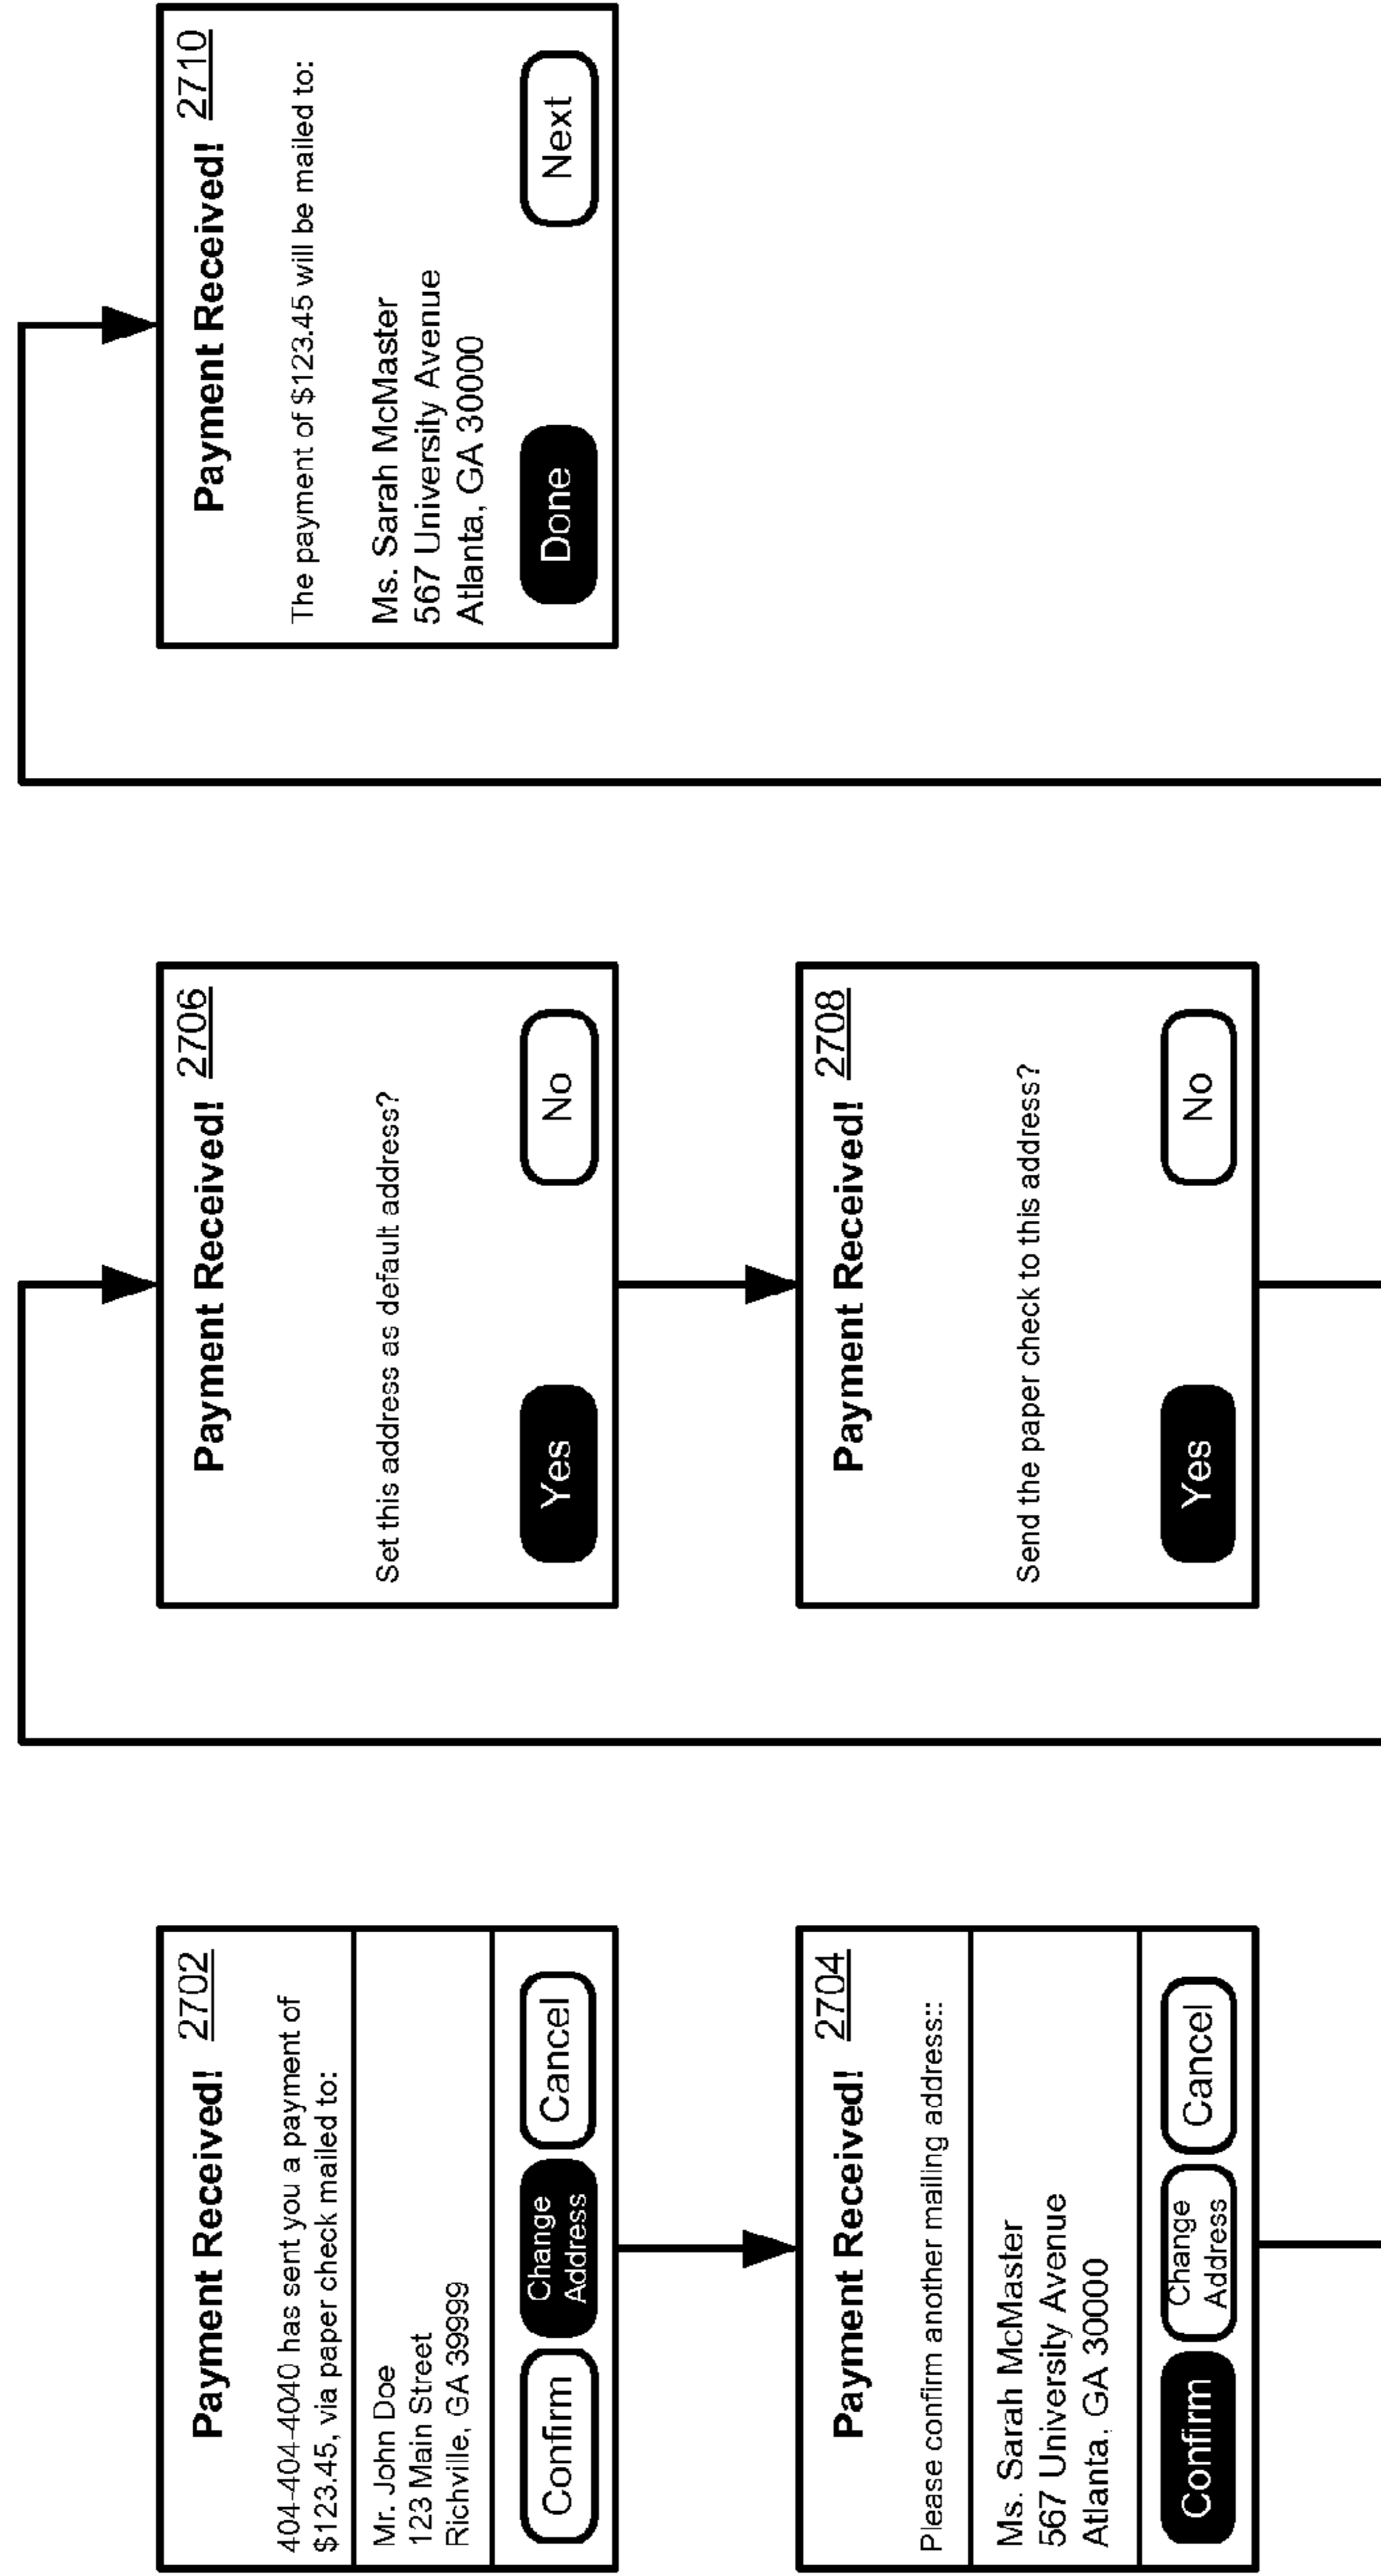 Payment Received! 2702
404-404-4040 has sent you a payment of
$123.45, via paper check mailed to:
Mr. John Doe
123 Main Street
Richville, GA 39999
Confirm
Change
Address
Cancel
Payment Received! 2704
Please confirm another mailing address::
Ms. Sarah McMaster
567 University Avenue
Atlanta, GA 30000
Confirm
Change
Address
Cancel
Payment Received! 2706
Set this address as default address?
Yes
No
Payment Received! 2708
Send the paper check to this address?
Yes
No
Payment Received! 2710
The payment of $123.45 will be mailed to:
Ms. Sarah McMaster
567 University Avenue
Atlanta, GA 30000
Done
Next